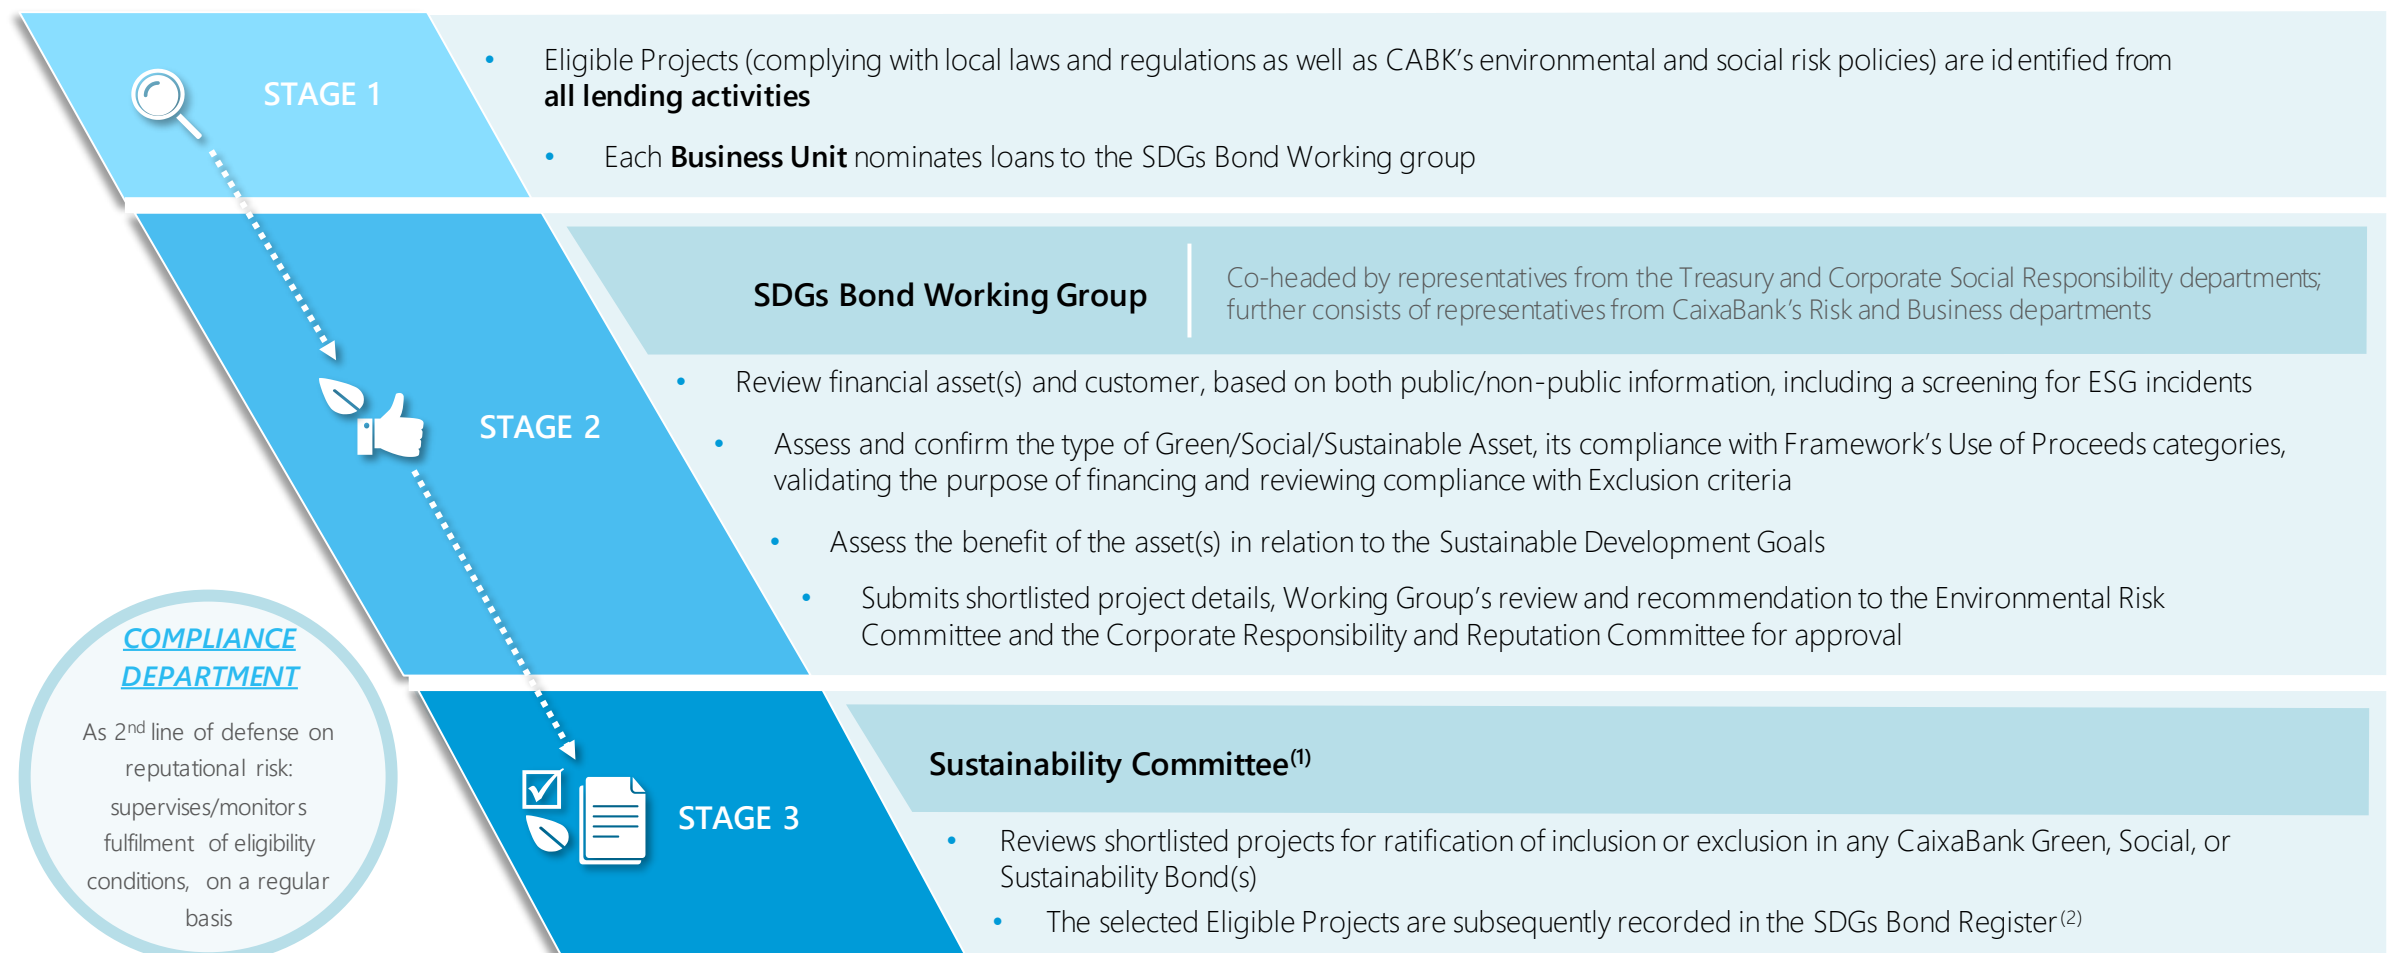 STAGE 1
• Eligible Projects (complying with local laws and regulations as well as CABK's environmental and social risk policies) are identified from
all lending activities
• Each Business Unit nominates loans to the SDGs Bond Working group
SDGs Bond Working Group
Co-headed by representatives from the Treasury and Corporate Social Responsibility departments;
further consists of representatives from CaixaBank's Risk and Business departments
STAGE 2
• Review financial asset(s) and customer, based on both public/non-public information, including a screening for ESG incidents
• Assess and confirm the type of Green/Social/Sustainable Asset, its compliance with Framework's Use of Proceeds categories,
validating the purpose of financing and reviewing compliance with Exclusion criteria
• Assess the benefit of the asset(s) in relation to the Sustainable Development Goals
• Submits shortlisted project details, Working Group's review and recommendation to the Environmental Risk
Committee and the Corporate Responsibility and Reputation Committee for approval
COMPLIANCE
DEPARTMENT
As 2nd line of defense on
reputational risk:
supervises/monitors
fulfilment of eligibility
conditions, on a regular
basis
Sustainability Committee(1)
STAGE 3
• Reviews shortlisted projects for ratification of inclusion or exclusion in any CaixaBank Green, Social, or
Sustainability Bond(s)
• The selected Eligible Projects are subsequently recorded in the SDGs Bond Register(2)